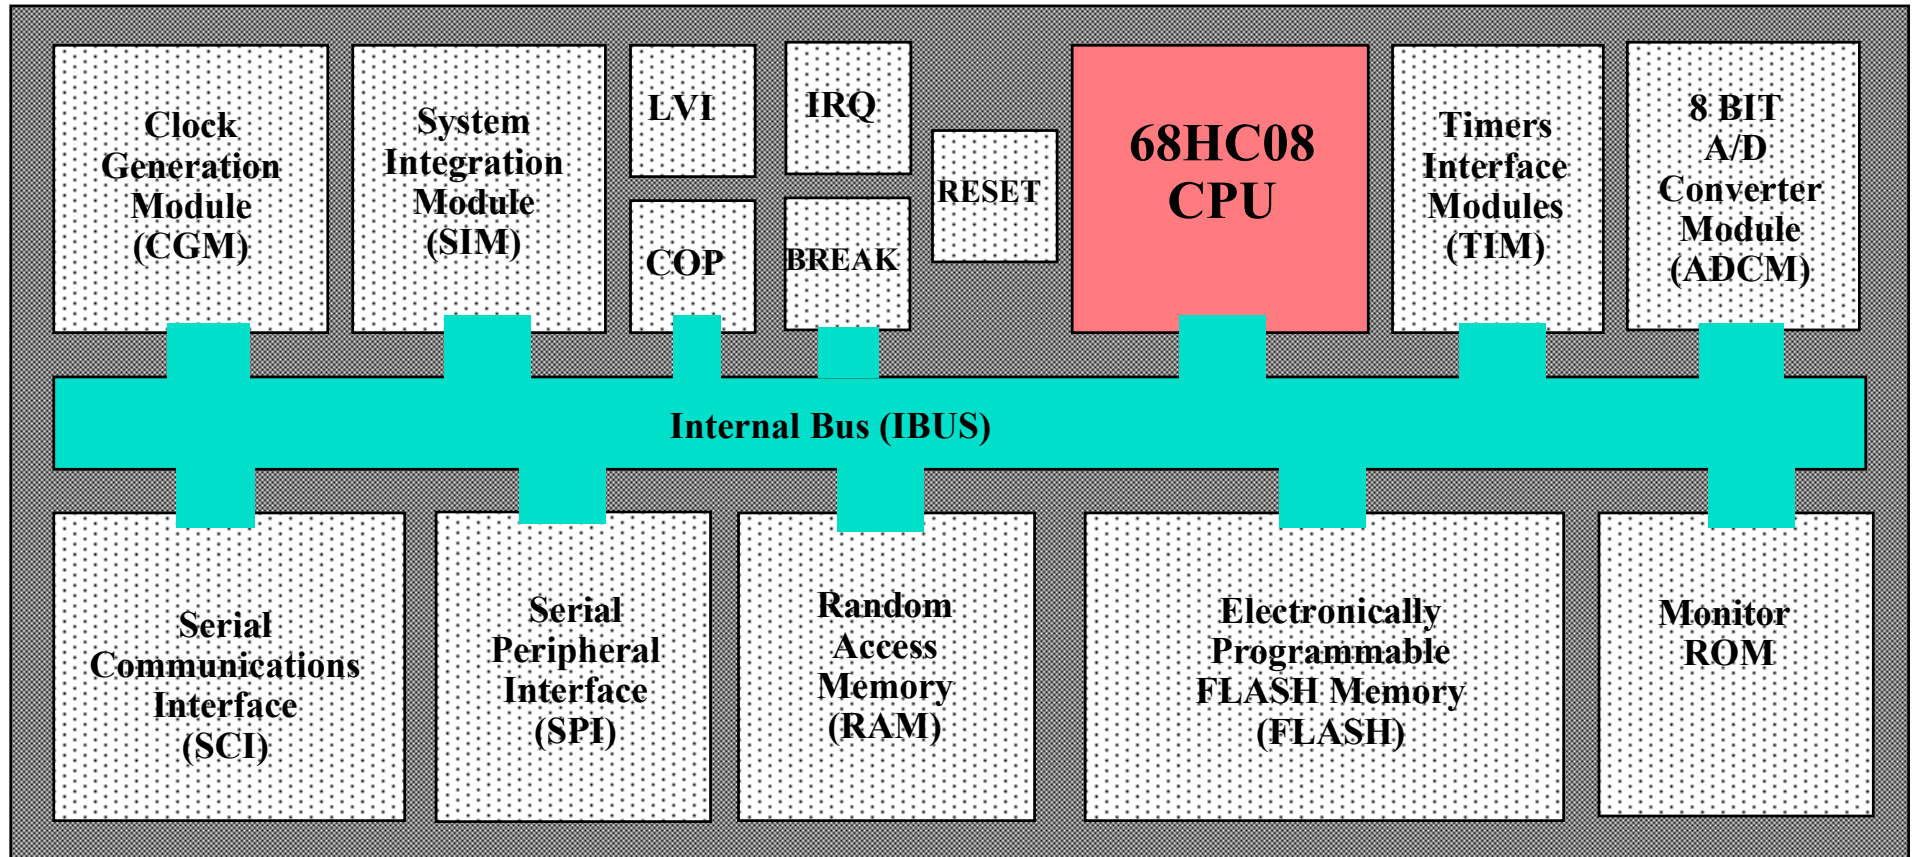 Clock
Generation
Module
(CGM)
System
Integration
Module
(SIM)
LVI
IRQ
COP
BREAK
RESET
68HC08
CPU
Timers
Interface
Modules
(TIM)
8 BIT
A/D
Converter
Module
(ADCM)
Internal Bus (IBUS)
Serial
Communications
Interface
(SCI)
Serial
Peripheral
Interface
(SPI)
Random
Access
Memory
(RAM)
Electronically
Programmable
FLASH Memory
(FLASH)
Monitor
ROM